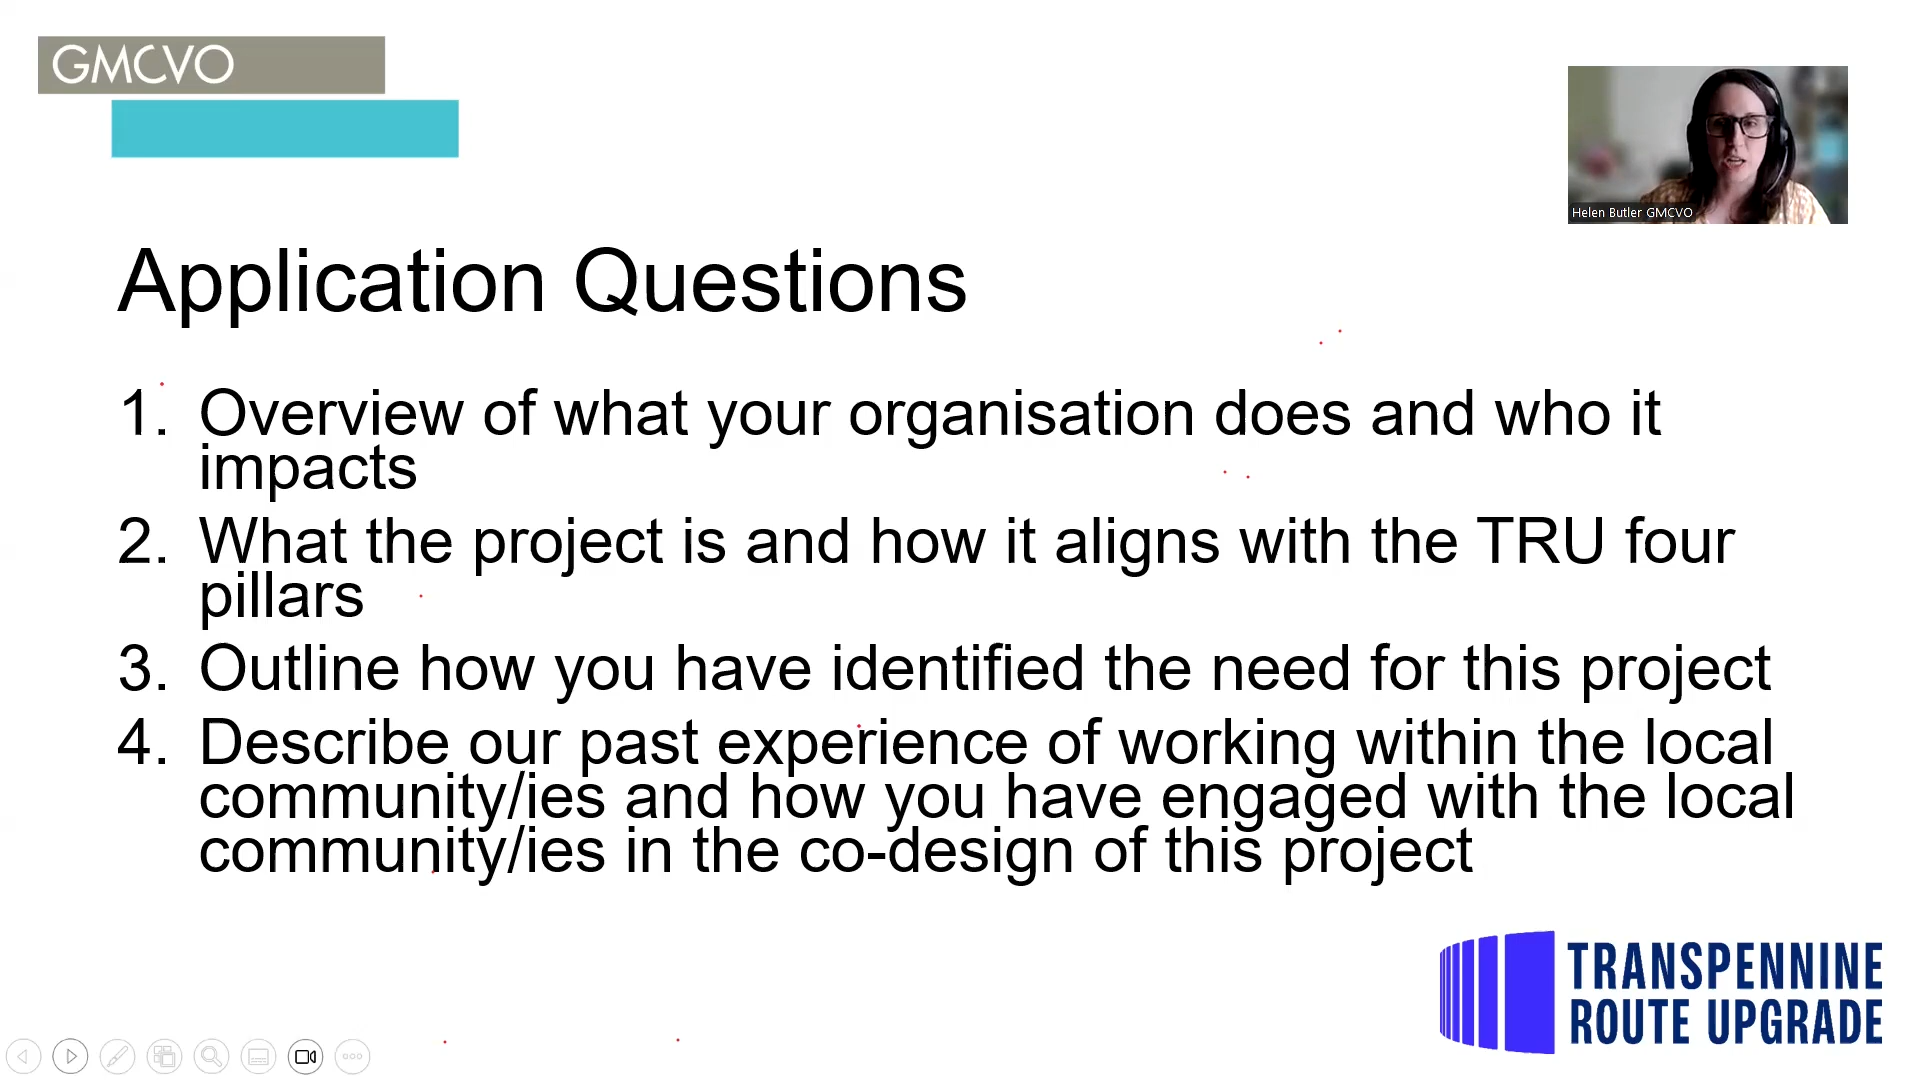 GMCVO
Helen Butler GMCVO
Application Questions
1. Overview of what your organisation does and who it
impacts
2. What the project is and how it aligns with the TRU four
pillars
3. Outline how you have identified the need for this project
4. Describe our past experience of working within the local
community/ies and how you have engaged with the local
community/ies in the co-design of this project
TRANSPENNINE
ROUTE UPGRADE